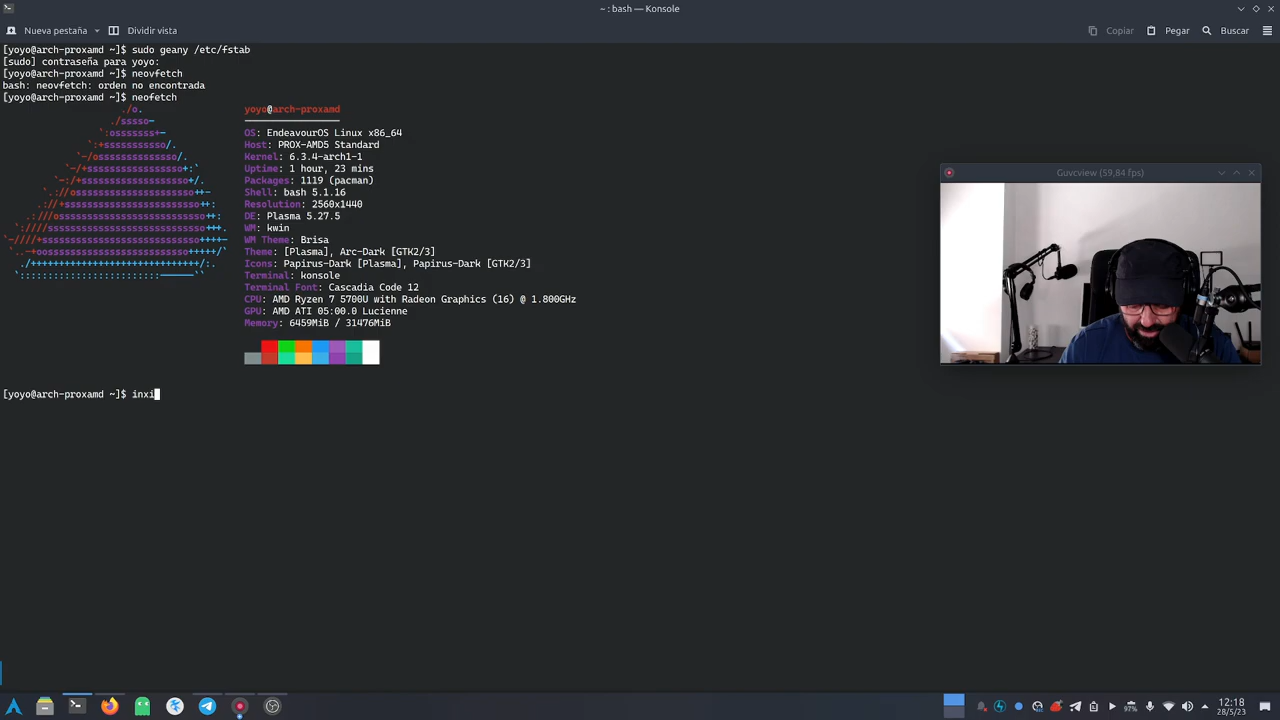 ~ : bash — Konsole
Nueva pestaña
Dividir vista
Copiar
Pegar
Buscar
[yoyo@arch-proxamd ~]$ sudo geany /etc/fstab
[sudo] contraseña para yoyo:
[yoyo@arch-proxamd ~]$ neovfetch
bash: neovfetch: orden no encontrada
[yoyo@arch-proxamd ~]$ neofetch
yoyo@arch-proxamd
OS: EndeavourOS Linux x86_64
Host: PROX-AMD5 Standard
Kernel: 6.3.4-arch1-1
Uptime: 1 hour, 23 mins
Packages: 1119 (pacman)
Shell: bash 5.1.16
Resolution: 2560x1440
DE: Plasma 5.27.5
WM: kwin
WM Theme: Brisa
Theme: [Plasma], Arc-Dark [GTK2/3]
Icons: Papirus-Dark [Plasma], Papirus-Dark [GTK2/3]
Terminal: konsole
Terminal Font: Cascadia Code 12
CPU: AMD Ryzen 7 5700U with Radeon Graphics (16) @ 1.800GHz
GPU: AMD ATI 05:00.0 Lucienne
Memory: 6459MiB / 31476MiB
[yoyo@arch-proxamd ~]$ inxi
Guvcview (59,84 fps)
97%
12:18
28/5/23